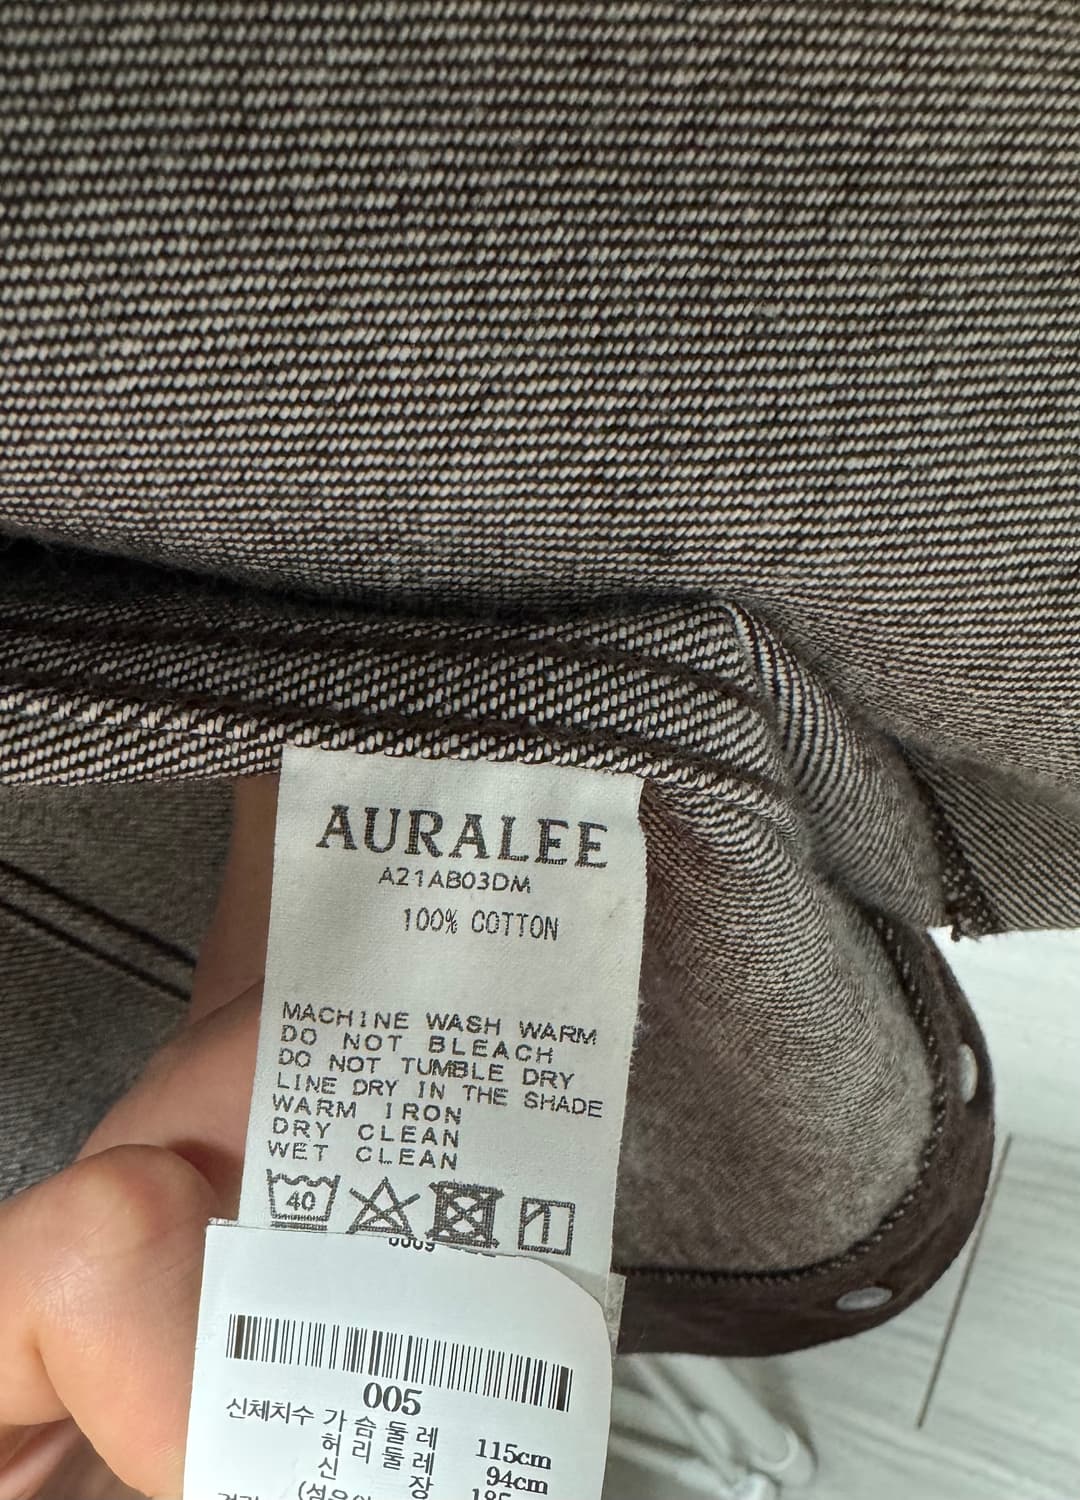 AURALEE
A21AB03DM
100% COTTON
MACHINE WASH WARM
DO NOT BLEACH
DO NOT TUMBLE DRY
LINE DRY IN THE SHADE
WARM IRON
DRY CLEAN
WET CLEAN
40
005
신체치수 가슴둘레 115cm
허리둘레 94cm
신장